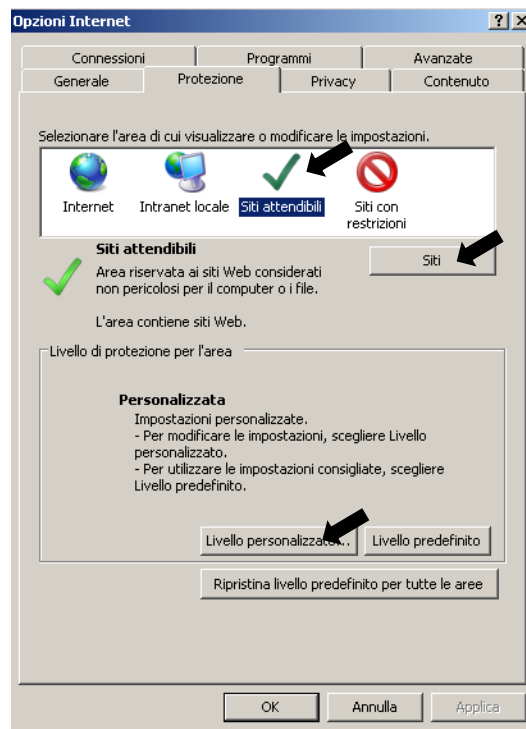 Opzioni Internet
Connessioni Programmi Avanzate
Generale Protezione Privacy Contenuto
Selezionare l'area di cui visualizzare o modificare le impostazioni.
Internet Intranet locale Siti attendibili Siti con restrizioni
Siti attendibili
Siti
Area riservata ai siti Web considerati
non pericolosi per il computer o i file.
L'area contiene siti Web.
Livello di protezione per l'area
Personalizzata
Impostazioni personalizzate.
- Per modificare le impostazioni, scegliere Livello
personalizzato.
- Per utilizzare le impostazioni consigliate, scegliere
Livello predefinito.
Livello personalizzato... Livello predefinito
Ripristina livello predefinito per tutte le aree
OK Annulla Applica